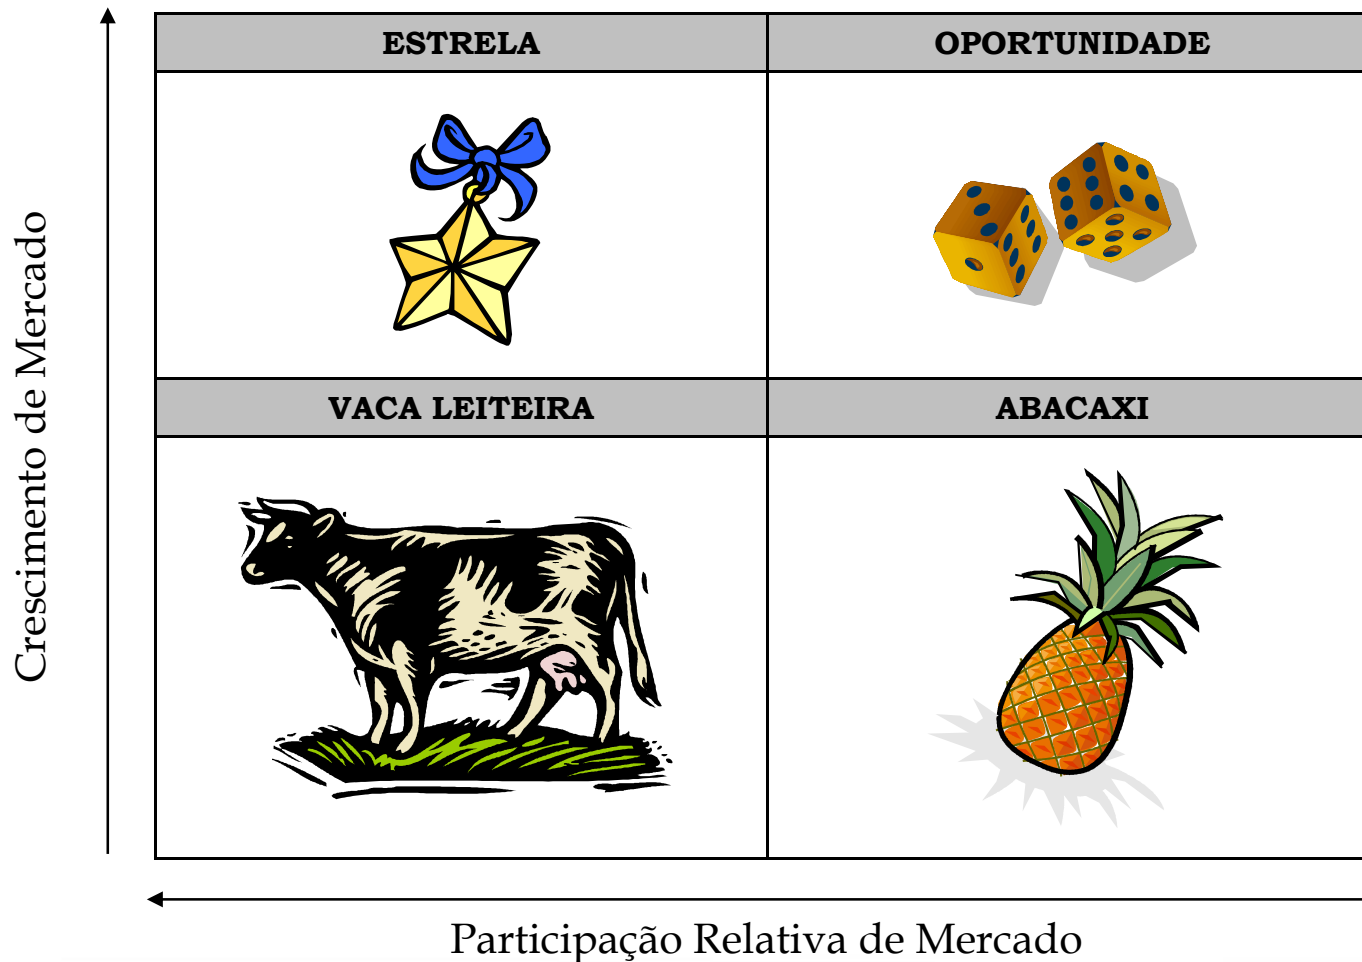 ESTRELA
OPORTUNIDADE
VACA LEITEIRA
ABACAXI
Crescimento de Mercado
Participação Relativa de Mercado